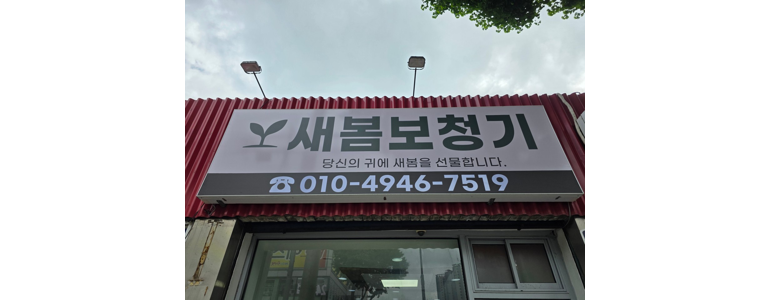 새봄보청기
당신의 귀에 새봄을 선물합니다.
010-4946-7519